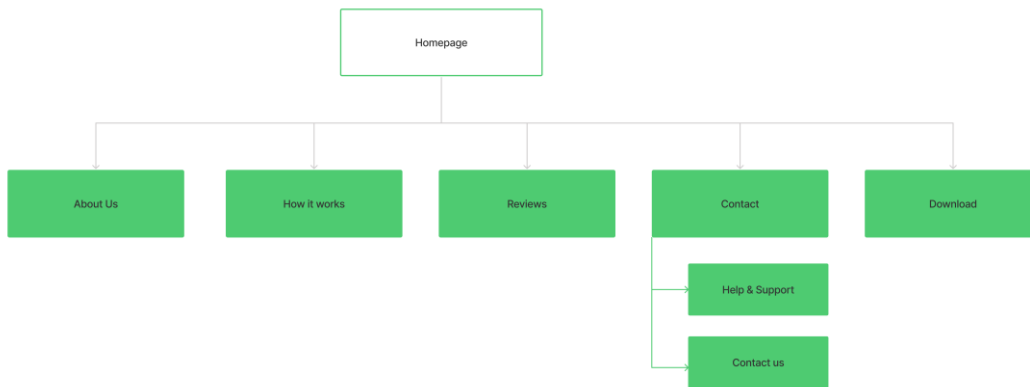 Homepage
About Us
How it works
Reviews
Contact
Download
Help & Support
Contact us